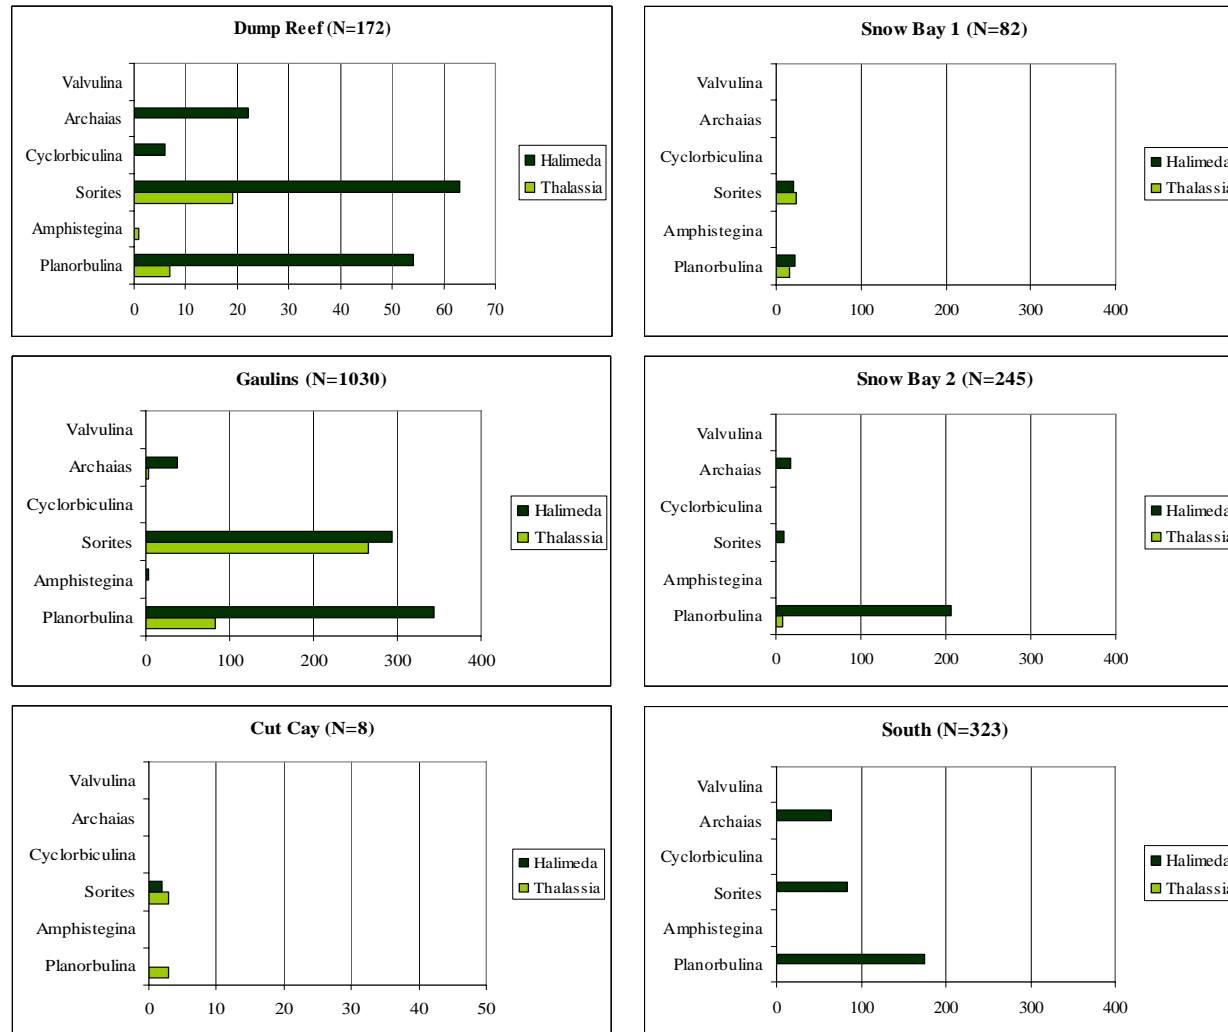 Dump Reef (N=172)
Valvulina
Archaias
Cyclorbiculina
Sorites
Amphistegina
Planorbulina
0 10 20 30 40 50 60 70
Halimeda
Thalassia
Snow Bay 1 (N=82)
Valvulina
Archaias
Cyclorbiculina
Sorites
Amphistegina
Planorbulina
0 100 200 300 400
Halimeda
Thalassia
Gaulins (N=1030)
Valvulina
Archaias
Cyclorbiculina
Sorites
Amphistegina
Planorbulina
0 100 200 300 400
Halimeda
Thalassia
Snow Bay 2 (N=245)
Valvulina
Archaias
Cyclorbiculina
Sorites
Amphistegina
Planorbulina
0 100 200 300 400
Halimeda
Thalassia
Cut Cay (N=8)
Valvulina
Archaias
Cyclorbiculina
Sorites
Amphistegina
Planorbulina
0 10 20 30 40 50
Halimeda
Thalassia
South (N=323)
Valvulina
Archaias
Cyclorbiculina
Sorites
Amphistegina
Planorbulina
0 100 200 300 400
Halimeda
Thalassia